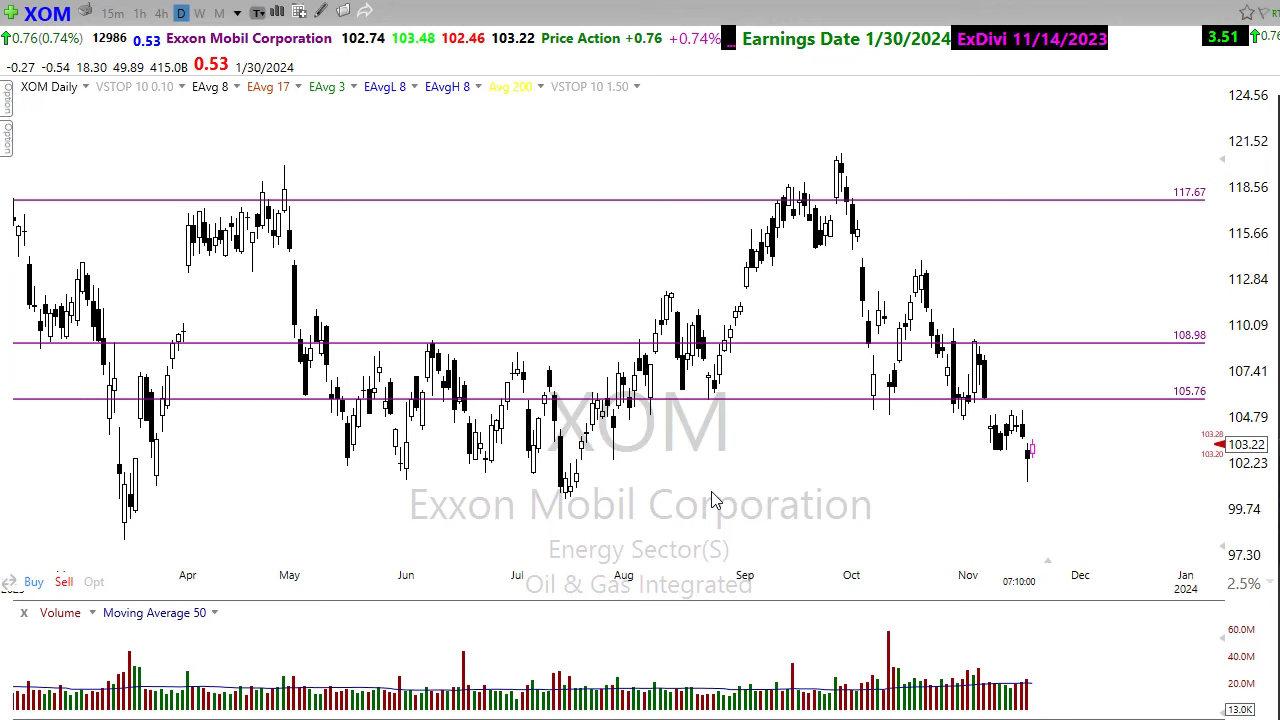 XOM 15m 1h 4h D W M
0.76(0.74%) 12986 0.53 Exxon Mobil Corporation 102.74 103.48 102.46 103.22 Price Action +0.76 +0.74% ... Earnings Date 1/30/2024 ExDivi 11/14/2023 3.51
-0.27 -0.54 18.30 49.89 415.0B 0.53 1/30/2024
XOM Daily VSTOP 10 0.10 EAvg 8 EAvg 17 EAvg 3 EAvgL 8 EAvgH 8 Avg 200 VSTOP 10 1.50
Option
Option
124.56
121.52
118.56
117.67
115.66
112.84
110.09
108.98
107.41
105.76
104.79
103.28
103.22
103.20
102.23
99.74
97.30
XOM
Exxon Mobil Corporation
Energy Sector(S)
Oil & Gas Integrated
Buy Sell Opt
Apr May Jun Jul Aug Sep Oct Nov 07:10:00 Dec Jan
2024
2.5%
X Volume Moving Average 50
60.0M
40.0M
20.0M
13.0K